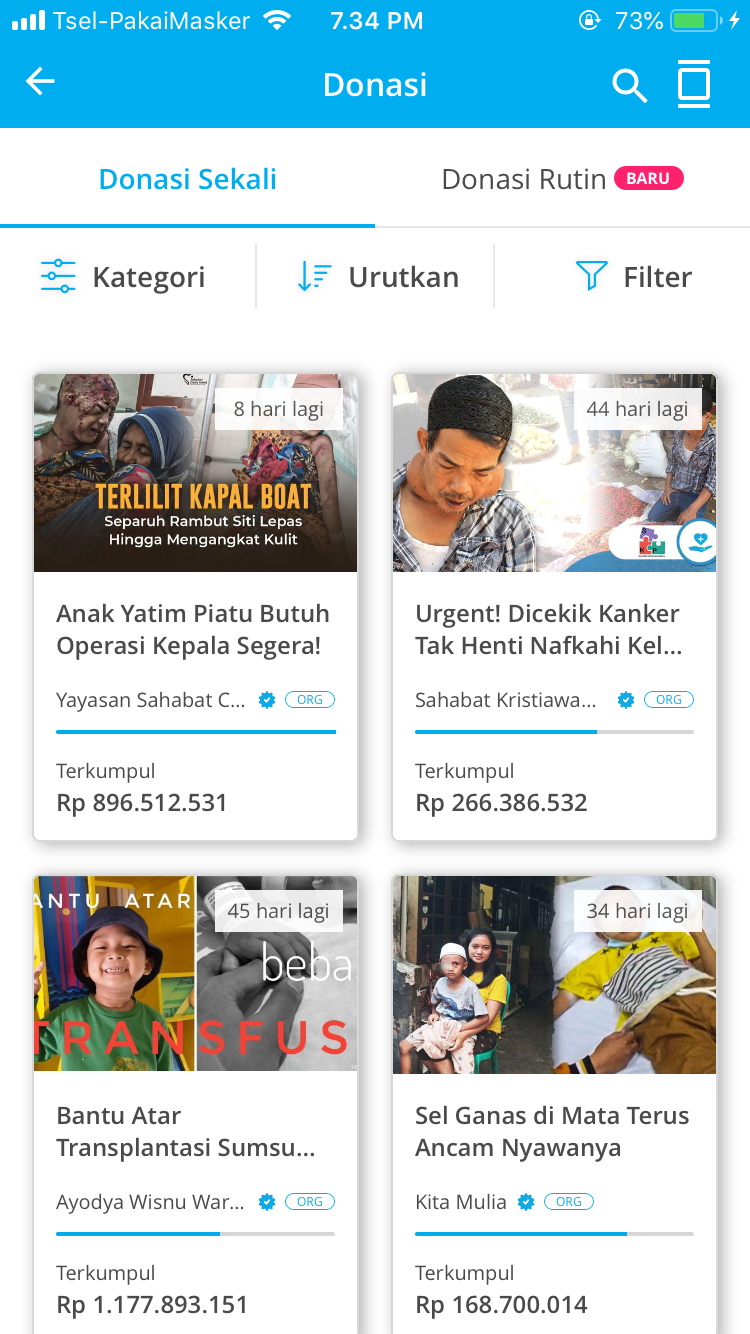 Tsel-PakaiMasker 7.34 PM 73%
Donasi
Donasi Sekali
Donasi Rutin BARU
Kategori
Urutkan
Filter
8 hari lagi
TERLILIT KAPAL BOAT
Separuh Rambut Siti Lepas
Hingga Mengangkat Kulit
Anak Yatim Piatu Butuh
Operasi Kepala Segera!
Yayasan Sahabat C... ORG
Terkumpul
Rp 896.512.531
44 hari lagi
Urgent! Dicekik Kanker
Tak Henti Nafkahi Kel...
Sahabat Kristiawa... ORG
Terkumpul
Rp 266.386.532
ANTU ATAR
45 hari lagi
beba
TRANSFUS
Bantu Atar
Transplantasi Sumsu...
Ayodya Wisnu War... ORG
Terkumpul
Rp 1.177.893.151
34 hari lagi
Sel Ganas di Mata Terus
Ancam Nyawanya
Kita Mulia ORG
Terkumpul
Rp 168.700.014